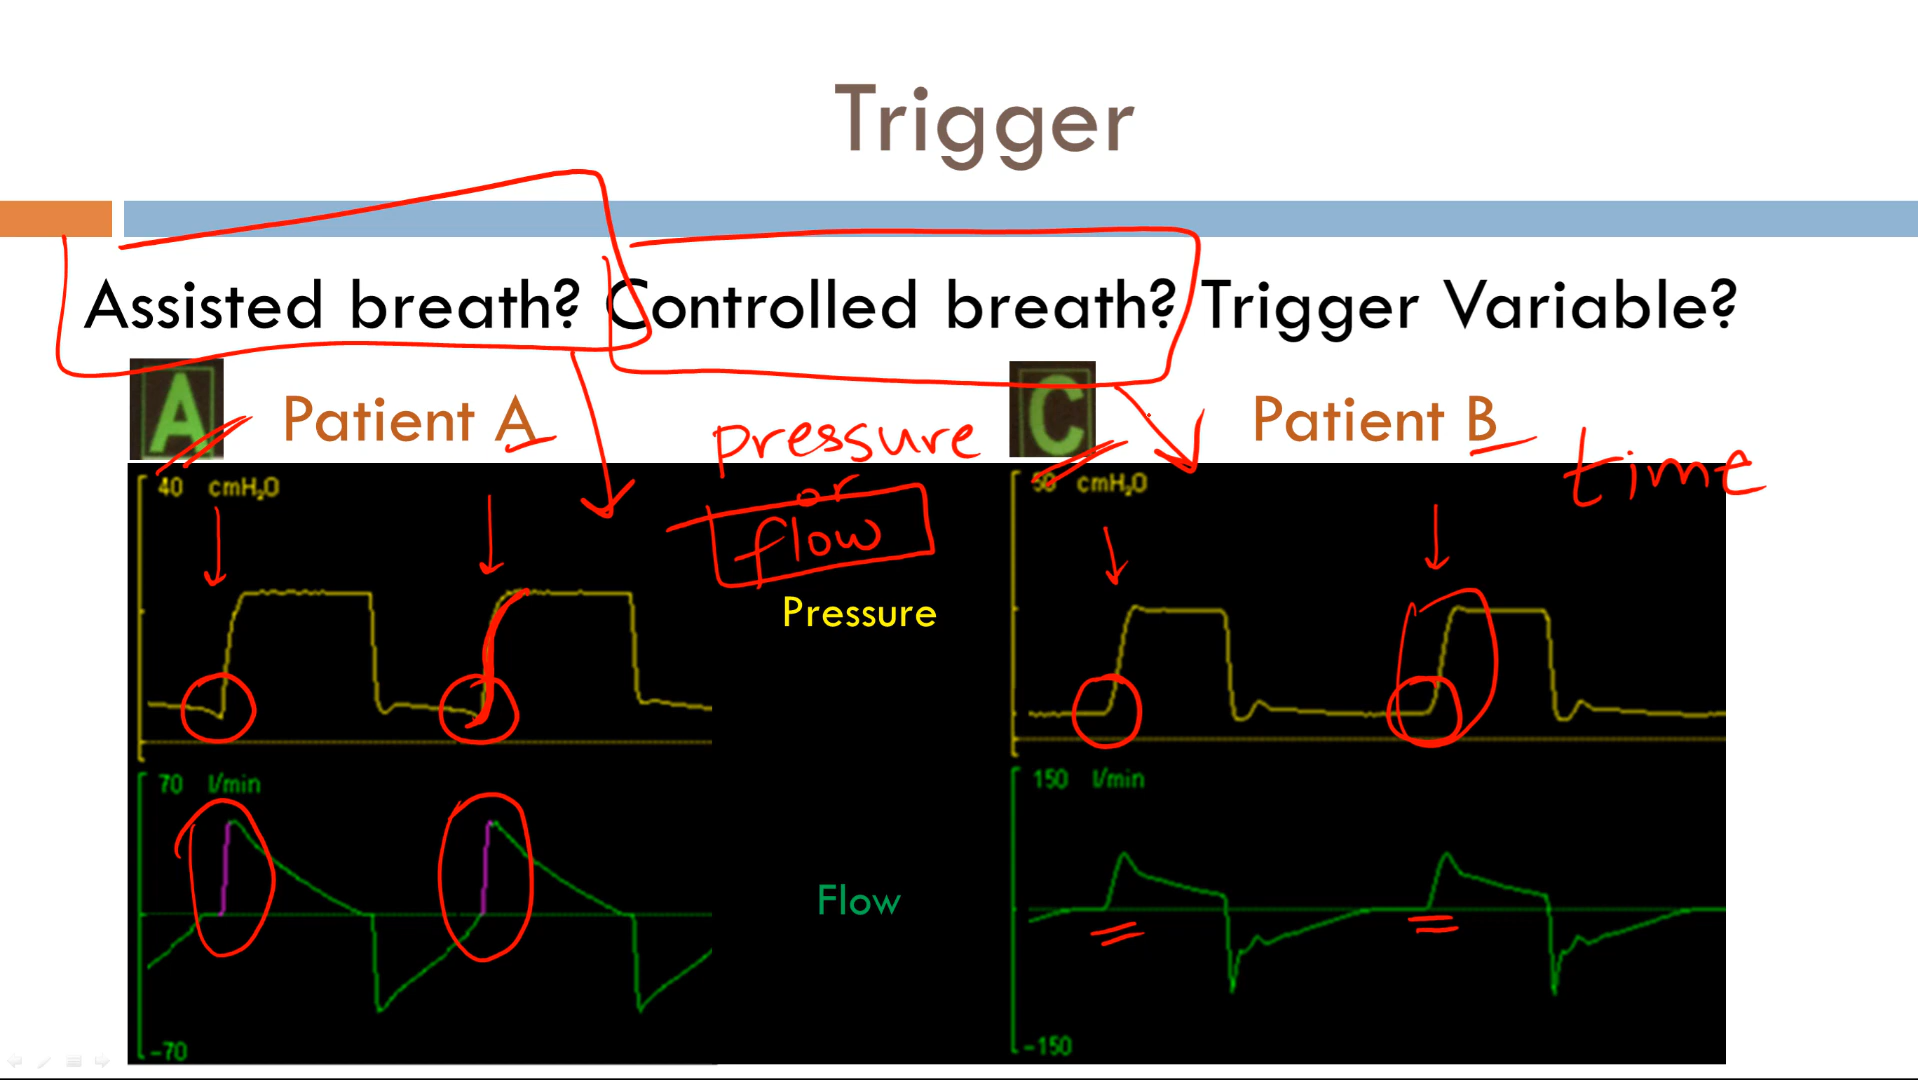 Trigger
Assisted breath? Controlled breath? Trigger Variable?
A Patient A
pressure
or
flow
C Patient B
time
40 cmH₂O
50 cmH₂O
Pressure
70 l/min
150 l/min
Flow
-70
-150